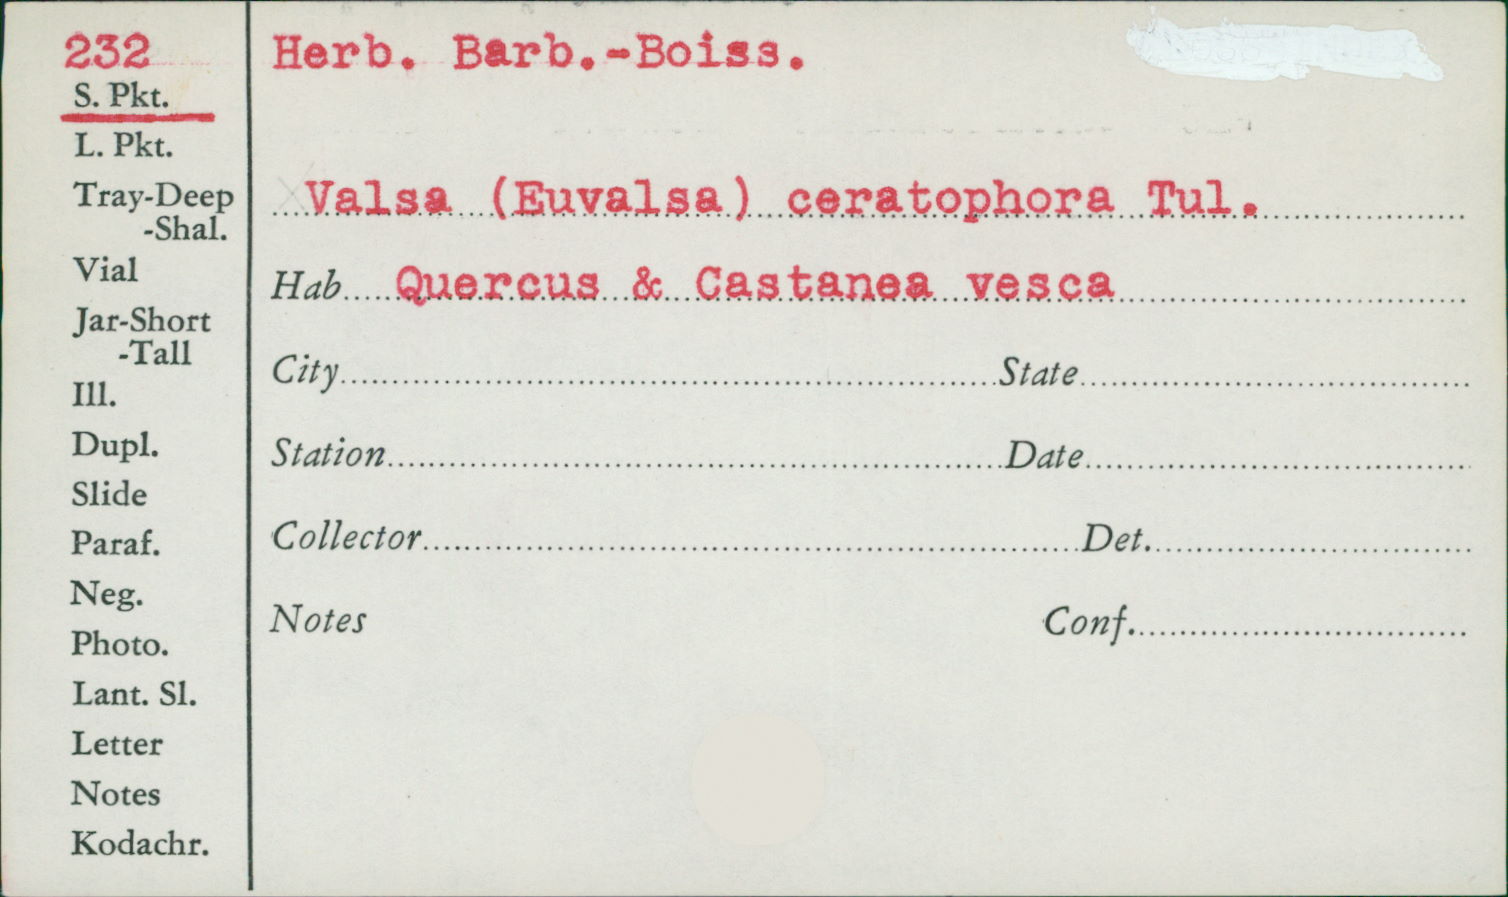 232
Herb. Barb.-Boiss.
S. Pkt.
L. Pkt.
Tray-Deep
-Shal.
Vial
Jar-Short
-Tall
Ill.
Dupl.
Slide
Paraf.
Neg.
Photo.
Lant. Sl.
Letter
Notes
Kodachr.
Valsa (Euvalsa) ceratophora Tul.
Hab Quercus & Castanea vesca
City State
Station Date
Collector Det.
Notes Conf.